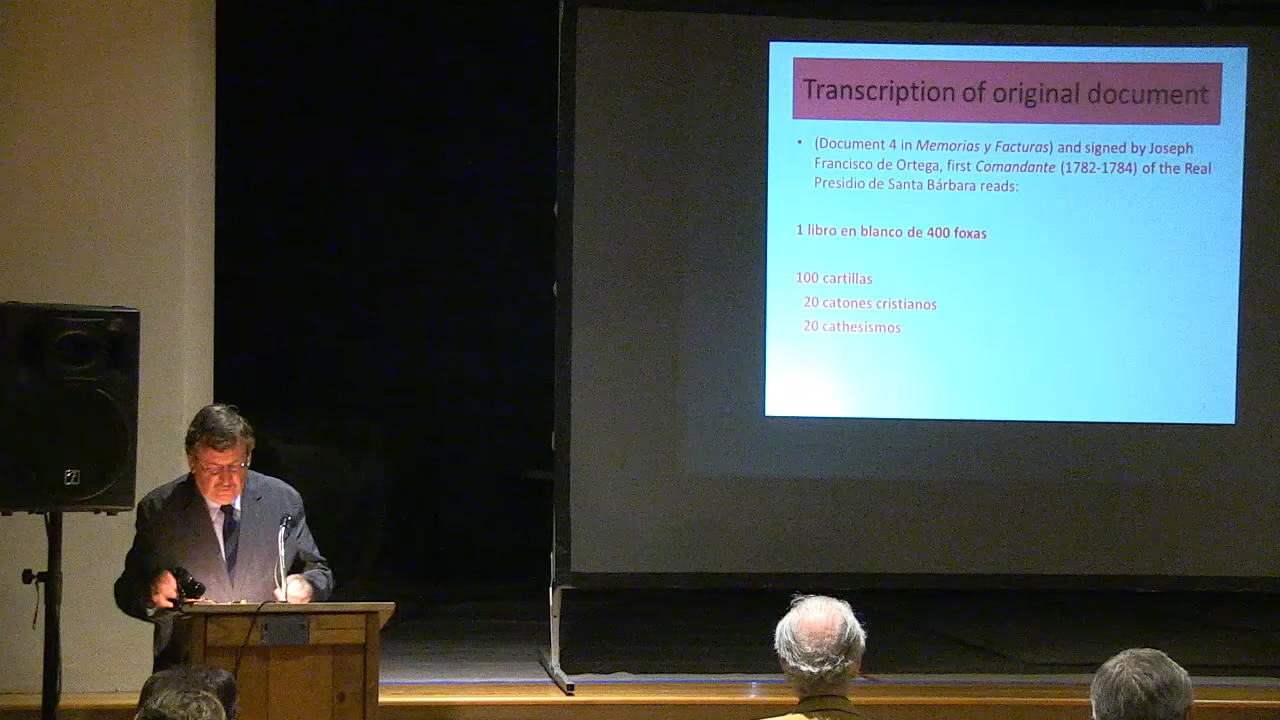 Transcription of original document
• (Document 4 in Memorias y Facturas) and signed by Joseph
Francisco de Ortega, first Comandante (1782-1784) of the Real
Presidio de Santa Bárbara reads:
1 libro en blanco de 400 foxas
100 cartillas
20 catones cristianos
20 cathesismos